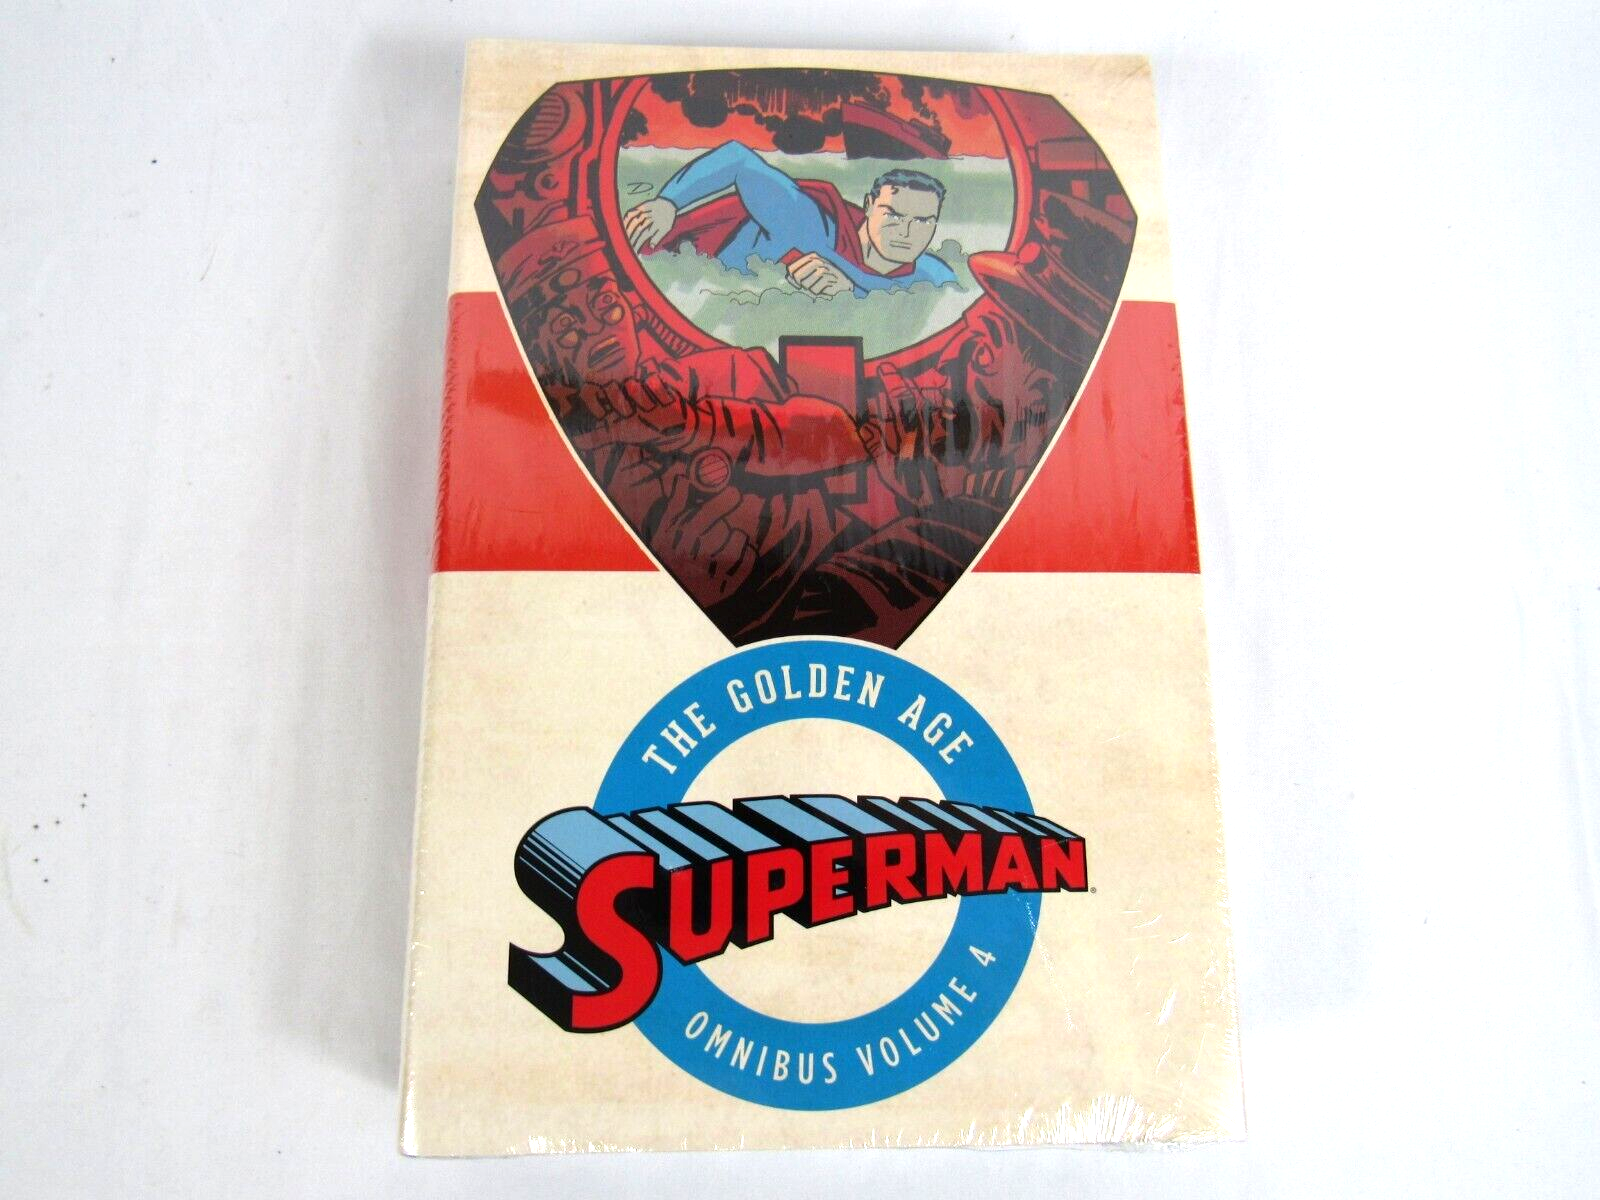 D.
THE GOLDEN AGE
SUPERMAN®
OMNIBUS VOLUME 4